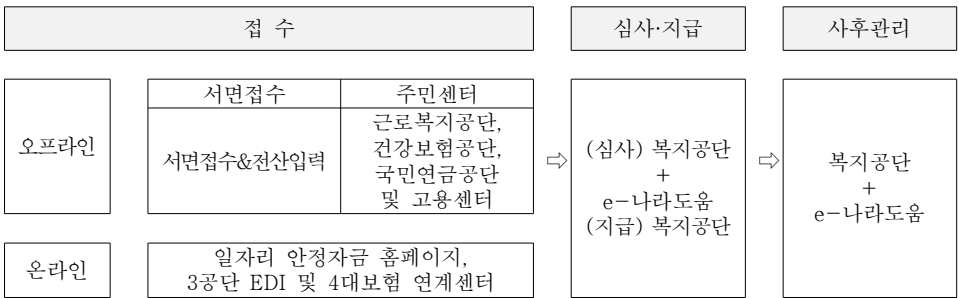 접 수
심사·지급
사후관리
오프라인
서면접수
주민센터
서면접수&전산입력
근로복지공단,
건강보험공단,
국민연금공단
및 고용센터
⇨
(심사) 복지공단
+
e-나라도움
(지급) 복지공단
⇨
복지공단
+
e-나라도움
온라인
일자리 안정자금 홈페이지,
3공단 EDI 및 4대보험 연계센터